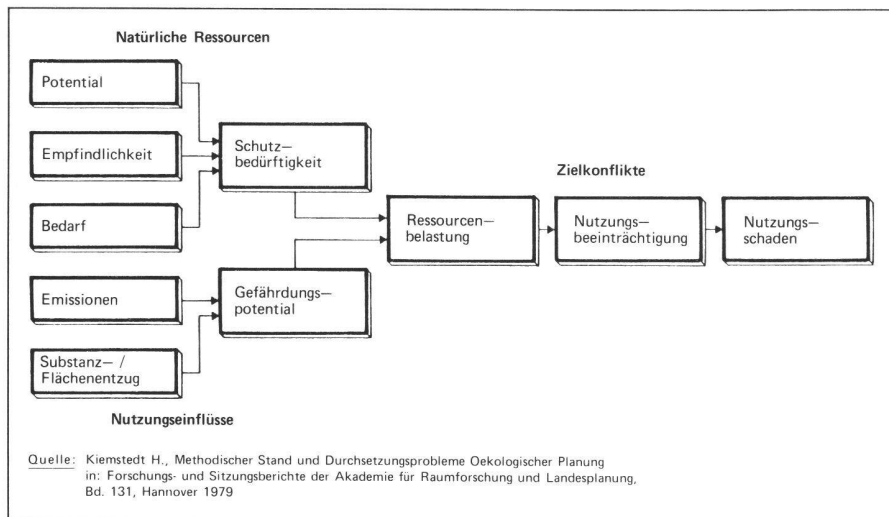 Natürliche Ressourcen
Potential
Empfindlichkeit
Bedarf
Schutz—
bedürftigkeit
Emissionen
Substanz— /
Flächenentzug
Gefährdungs—
potential
Nutzungseinflüsse
Ressourcen—
belastung
Zielkonflikte
Nutzungs—
beeinträchtigung
Nutzungs—
schaden
Quelle: Kiemstedt H., Methodischer Stand und Durchsetzungsprobleme Oekologischer Planung
in: Forschungs- und Sitzungsberichte der Akademie für Raumforschung und Landesplanung,
Bd. 131, Hannover 1979